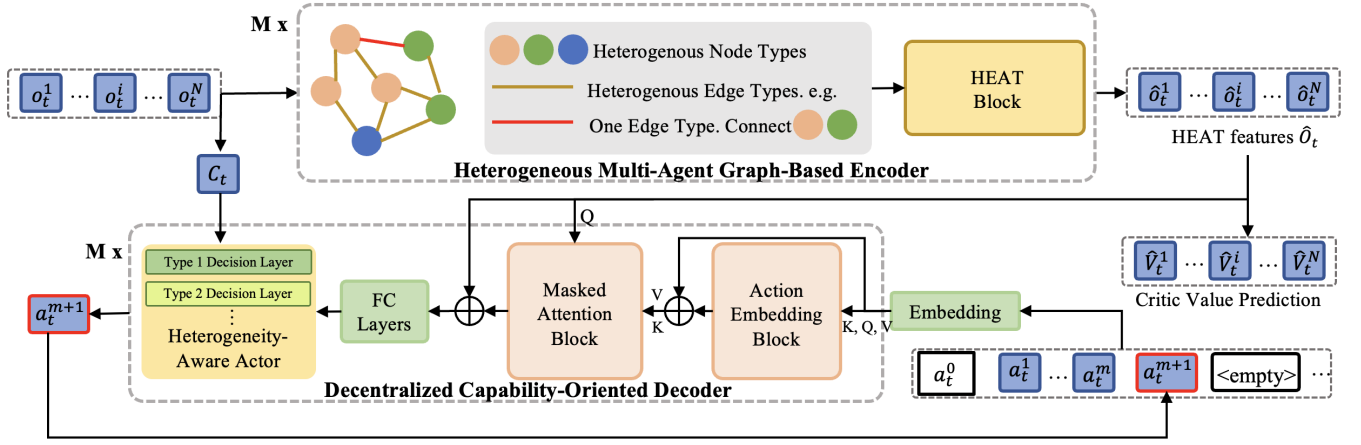 M x
o_t^1 ... o_t^i ... o_t^N
Heterogenous Node Types
Heterogenous Edge Types. e.g.
One Edge Type. Connect
HEAT
Block
ô_t^1 ... ô_t^i ... ô_t^N
HEAT features Ô_t
Heterogeneous Multi-Agent Graph-Based Encoder
C_t
M x
Type 1 Decision Layer
Type 2 Decision Layer
⋮
Heterogeneity-
Aware Actor
FC
Layers
Q
Masked
Attention
Block
V
K
Action
Embedding
Block
K, Q, V
Embedding
V̂_t^1 ... V̂_t^i ... V̂_t^N
Critic Value Prediction
a_t^{m+1}
a_t^0 a_t^1 ... a_t^m a_t^{m+1} <empty> ...
Decentralized Capability-Oriented Decoder